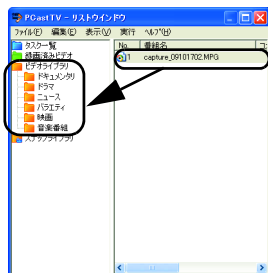 PCastTV - リストウインドウ
ファイル(F) 編集(E) 表示(V) 実行 ヘルプ(H)
タスク一覧
録画済みビデオ
ビデオライブラリ
ドキュメンタリ
ドラマ
ニュース
バラエティ
映画
音楽番組
スナップライブラリ
No. 番組名 コ
1 capture_09101702.MPG